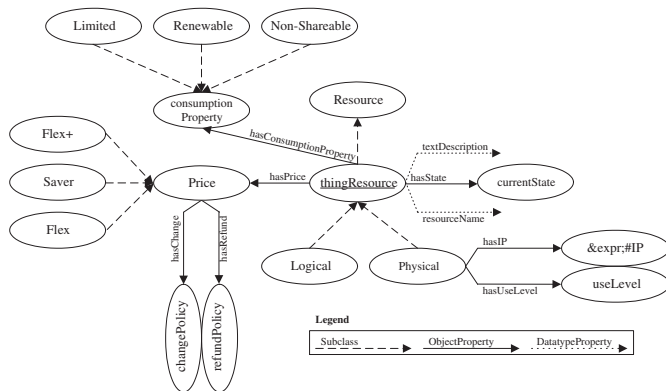 Limited
Renewable
Non-Shareable
consumption
Property
Resource
Flex+
Saver
Flex
Price
hasConsumptionProperty
hasPrice
thingResource
textDescription
hasState
resourceName
currentState
hasChange
hasRefund
Logical
Physical
hasIP
&expr;#IP
hasUseLevel
useLevel
changePolicy
refundPolicy
Legend
Subclass
ObjectProperty
DatatypeProperty